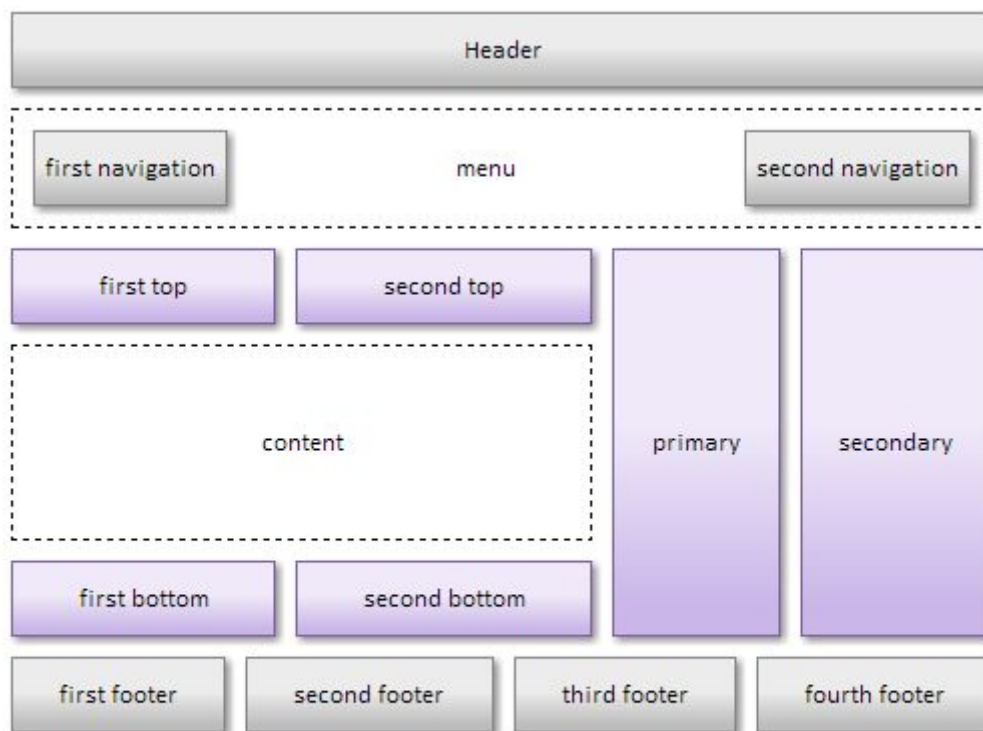 Header
first navigation
menu
second navigation
first top
second top
content
primary
secondary
first bottom
second bottom
first footer
second footer
third footer
fourth footer